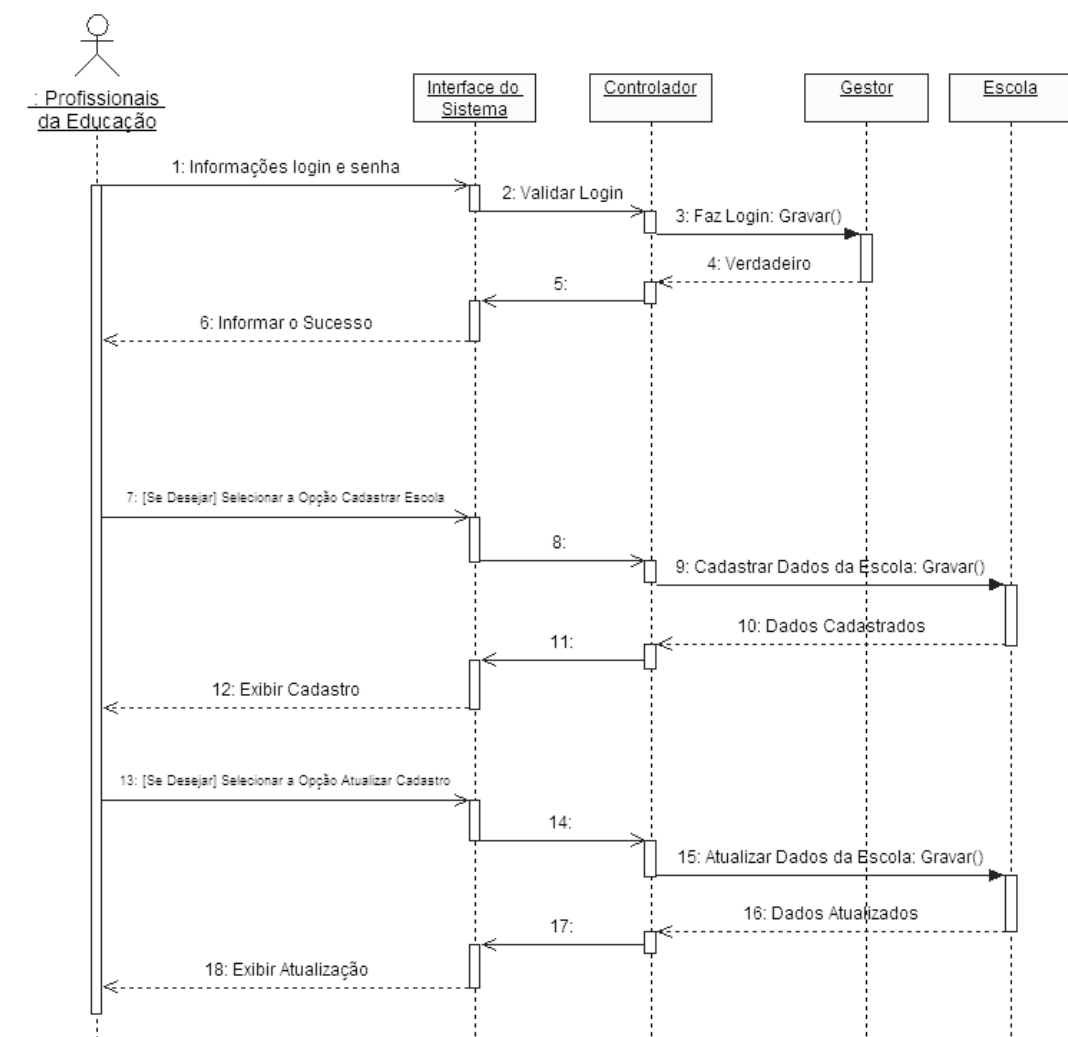 : Profissionais
da Educação
Interface do
Sistema
Controlador
Gestor
Escola
1: Informações login e senha
2: Validar Login
3: Faz Login: Gravar()
4: Verdadeiro
5:
6: Informar o Sucesso
7: [Se Desejar] Selecionar a Opção Cadastrar Escola
8:
9: Cadastrar Dados da Escola: Gravar()
10: Dados Cadastrados
11:
12: Exibir Cadastro
13: [Se Desejar] Selecionar a Opção Atualizar Cadastro
14:
15: Atualizar Dados da Escola: Gravar()
16: Dados Atualizados
17:
18: Exibir Atualização